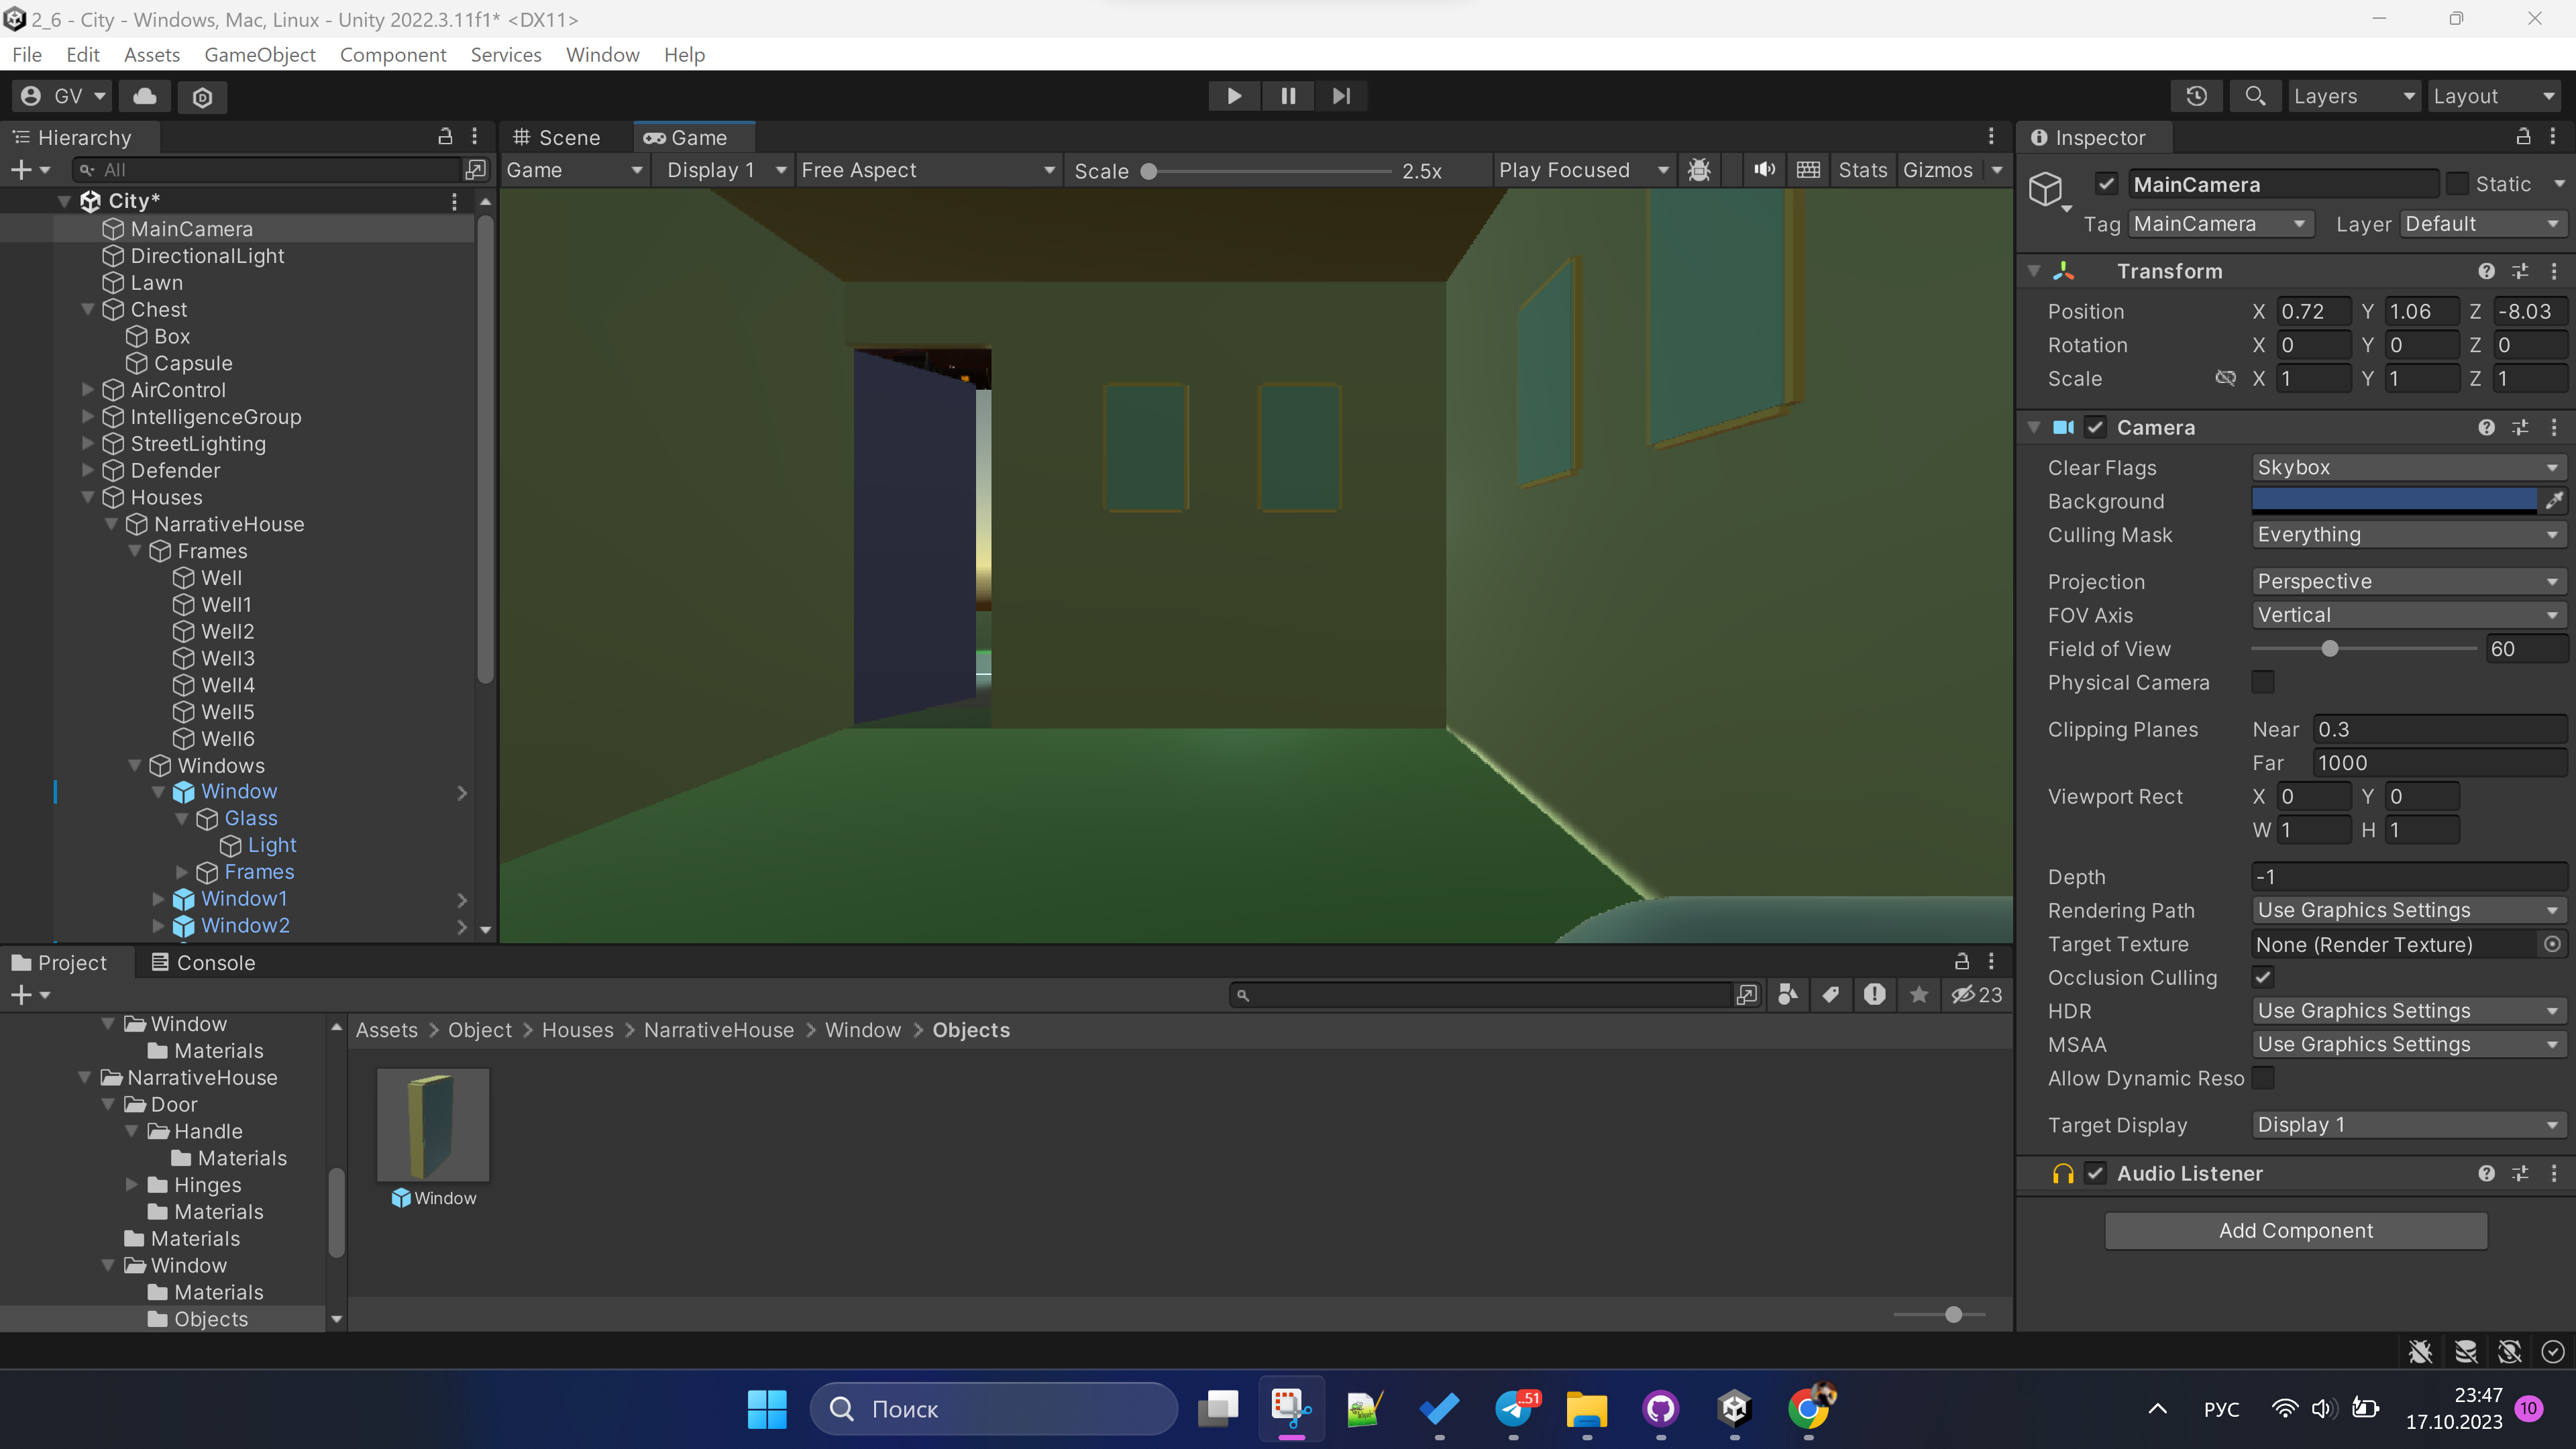 2_6 - City - Windows, Mac, Linux - Unity 2022.3.11f1* <DX11>
File Edit Assets GameObject Component Services Window Help
GV Layers Layout
Hierarchy
All
City*
MainCamera
DirectionalLight
Lawn
Chest
Box
Capsule
AirControl
IntelligenceGroup
StreetLighting
Defender
Houses
NarrativeHouse
Frames
Well
Well1
Well2
Well3
Well4
Well5
Well6
Windows
Window
Glass
Light
Frames
Window1
Window2
Scene Game
Game Display 1 Free Aspect Scale 2.5x Play Focused Stats Gizmos
Inspector
MainCamera Static
Tag MainCamera Layer Default
Transform
Position X 0.72 Y 1.06 Z -8.03
Rotation X 0 Y 0 Z 0
Scale X 1 Y 1 Z 1
Camera
Clear Flags Skybox
Background
Culling Mask Everything
Projection Perspective
FOV Axis Vertical
Field of View 60
Physical Camera
Clipping Planes Near 0.3
Far 1000
Viewport Rect X 0 Y 0
W 1 H 1
Depth -1
Rendering Path Use Graphics Settings
Target Texture None (Render Texture)
Occlusion Culling
HDR Use Graphics Settings
MSAA Use Graphics Settings
Allow Dynamic Reso
Target Display Display 1
Audio Listener
Add Component
Project Console
23
Window
Materials
NarrativeHouse
Door
Handle
Materials
Hinges
Materials
Materials
Window
Materials
Objects
Assets > Object > Houses > NarrativeHouse > Window > Objects
Window
Поиск
..51
РУС
23:47
17.10.2023
10